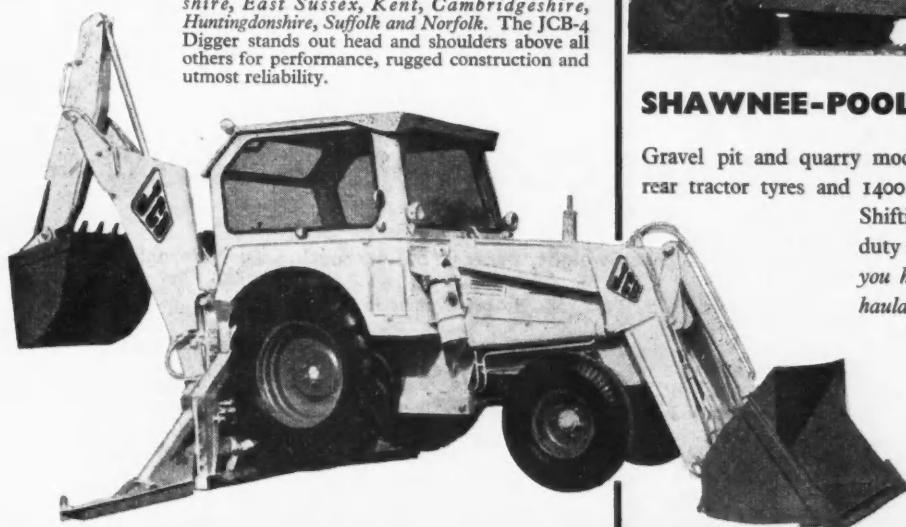 shire, East Sussex, Kent, Cambridgeshire,
Huntingdonshire, Suffolk and Norfolk. The JCB-4
Digger stands out head and shoulders above all
others for performance, rugged construction and
utmost reliability.
SHAWNEE-POOL
Gravel pit and quarry mod
rear tractor tyres and 1400
Shifti
duty
you h
haula
JCB
JCB